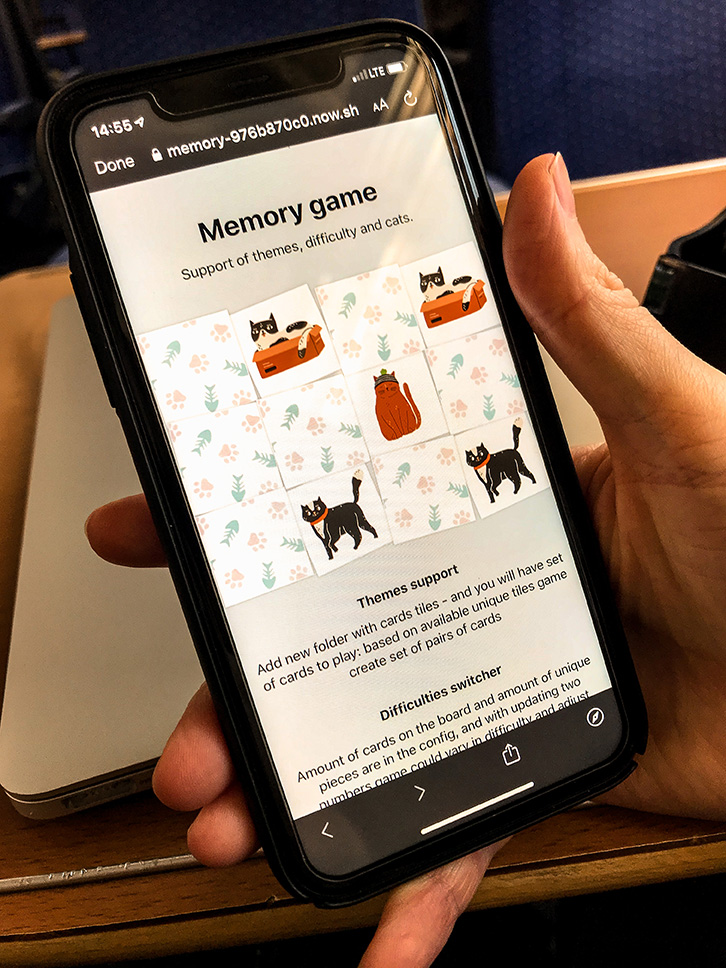 14:55 LTE
Done memory-976b870c0.now.sh AA
Memory game
Support of themes, difficulty and cats.
Themes support
Add new folder with cards tiles - and you will have set
of cards to play: based on available unique tiles game
create set of pairs of cards
Difficulties switcher
Amount of cards on the board and amount of unique
pieces are in the config, and with updating two
numbers game could vary in difficulty and adjust